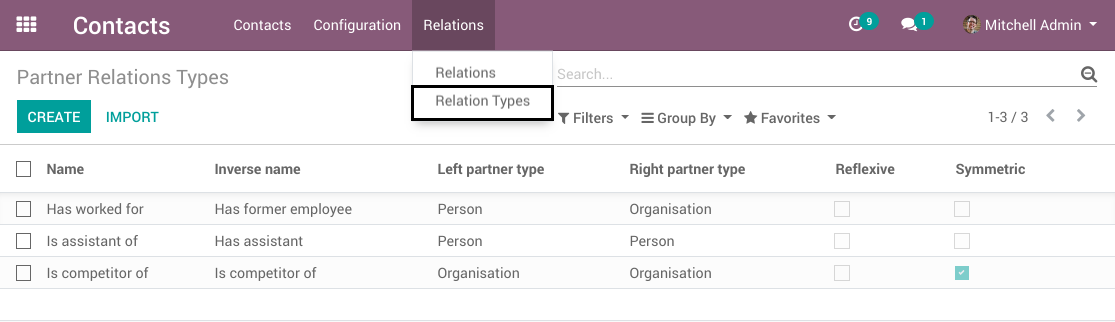 Contacts Contacts Configuration Relations 9 1 Mitchell Admin
Partner Relations Types Relations Search...
CREATE IMPORT Relation Types Filters Group By Favorites 1-3 / 3
Name Inverse name Left partner type Right partner type Reflexive Symmetric
Has worked for Has former employee Person Organisation
Is assistant of Has assistant Person Person
Is competitor of Is competitor of Organisation Organisation